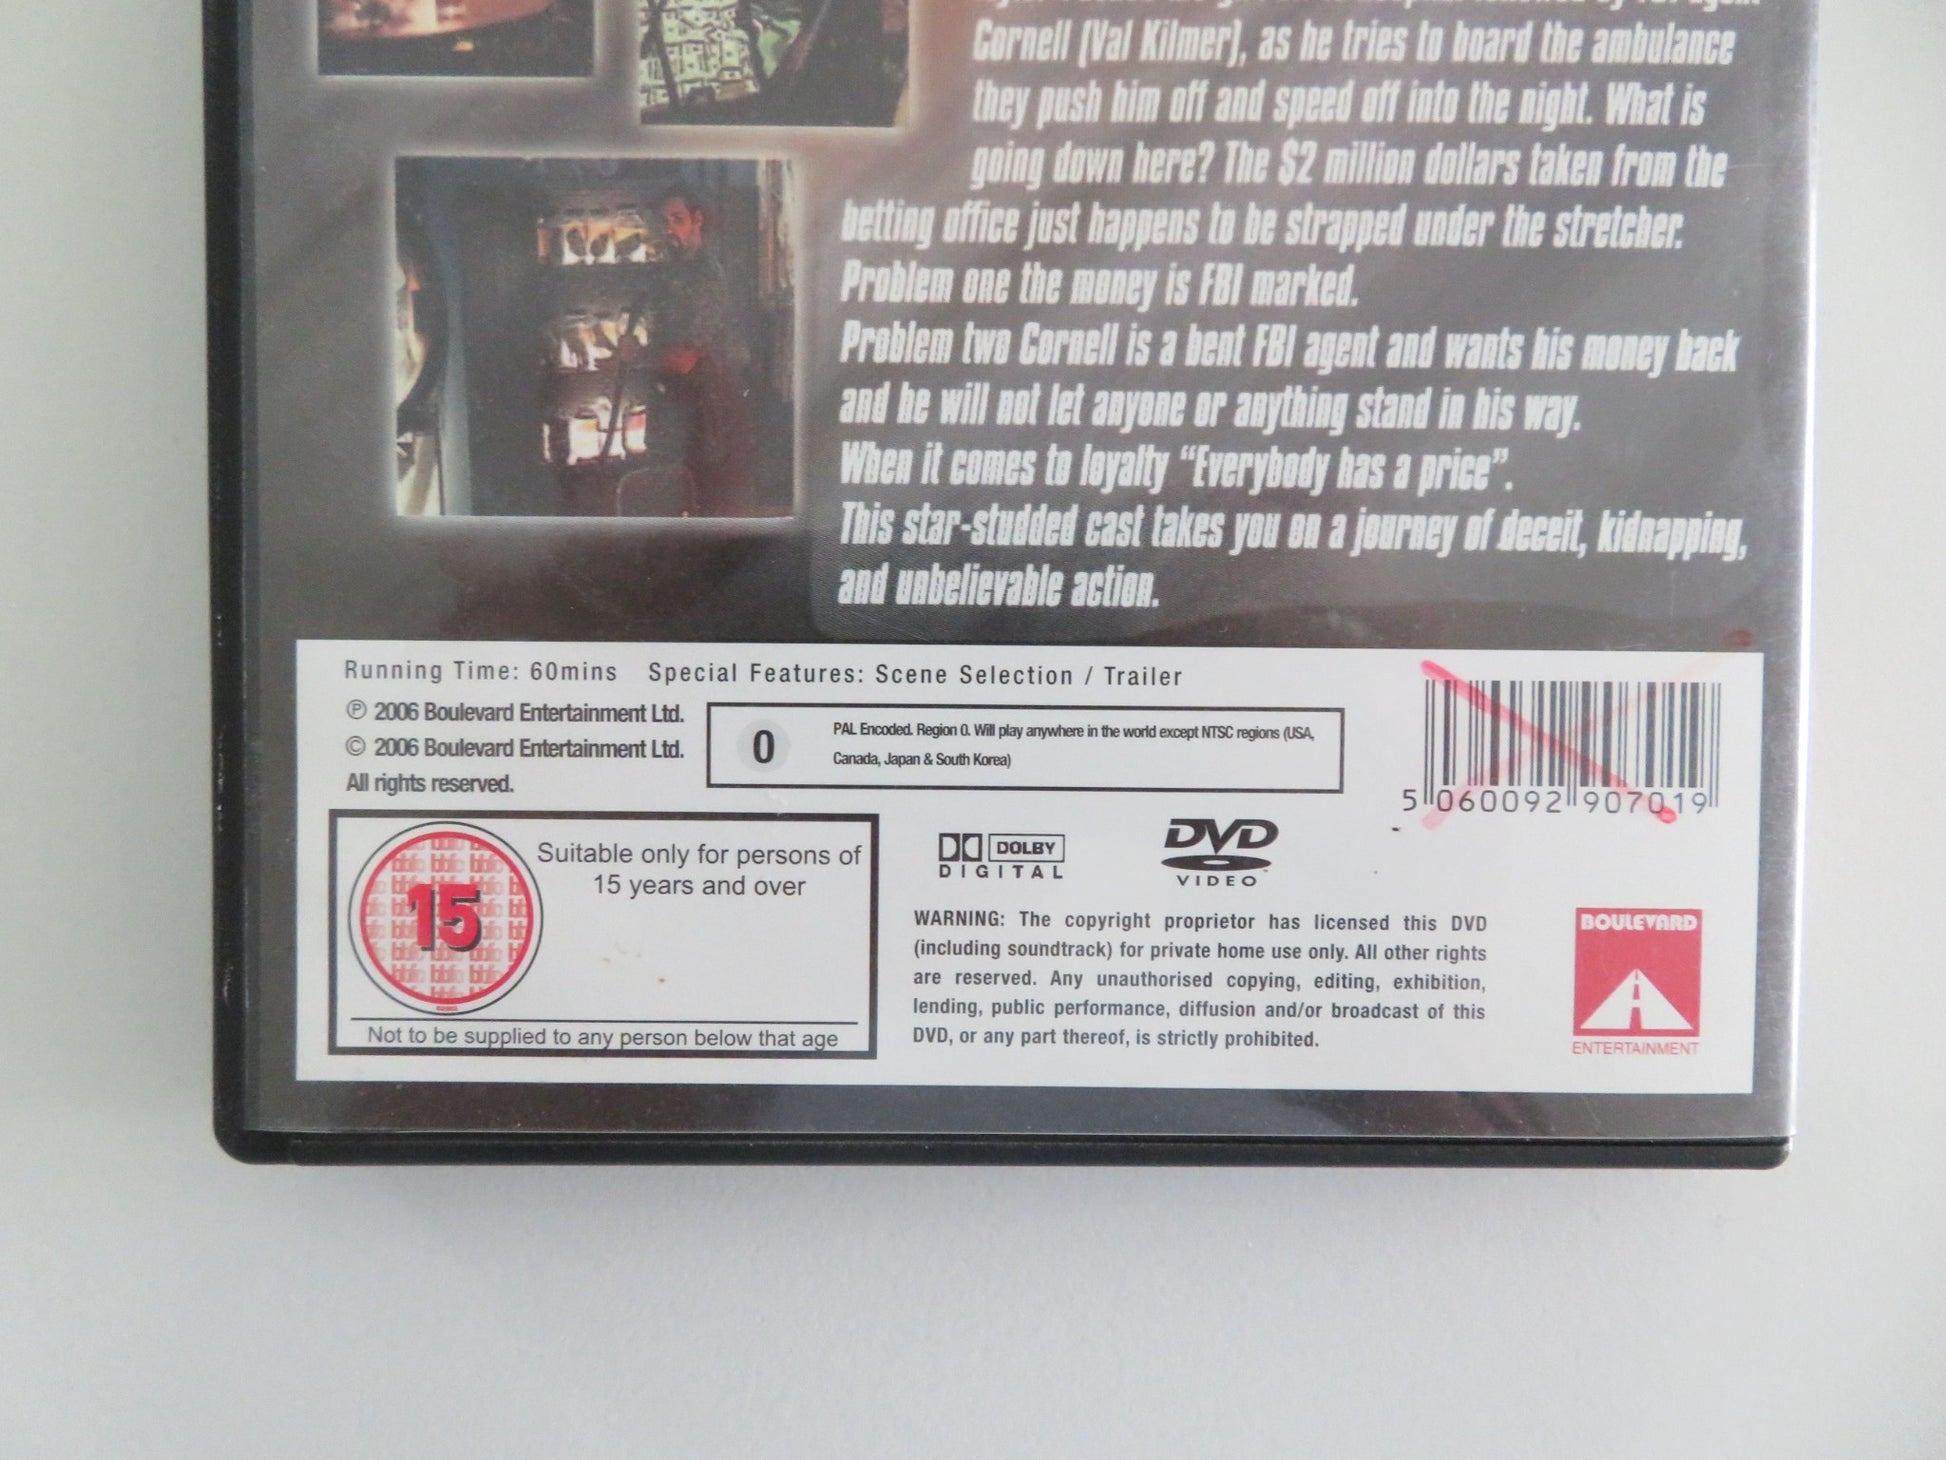 Cornell (Val Kilmer), as he tries to board the ambulance
they push him off and speed off into the night. What is
going down here? The $2 million dollars taken from the
betting office just happens to be strapped under the stretcher.
Problem one the money is FBI marked.
Problem two Cornell is a bent FBI agent and wants his money back
and he will not let anyone or anything stand in his way.
When it comes to loyalty “Everybody has a price”.
This star-studded cast takes you on a journey of deceit, kidnapping,
and unbelievable action.
Running Time: 60mins Special Features: Scene Selection / Trailer
℗ 2006 Boulevard Entertainment Ltd.
© 2006 Boulevard Entertainment Ltd.
All rights reserved.
0
PAL Encoded. Region 0. Will play anywhere in the world except NTSC regions (USA,
Canada, Japan & South Korea)
5 060092 907019
15
Suitable only for persons of
15 years and over
Not to be supplied to any person below that age
DOLBY
DIGITAL
DVD
VIDEO
WARNING: The copyright proprietor has licensed this DVD
(including soundtrack) for private home use only. All other rights
are reserved. Any unauthorised copying, editing, exhibition,
lending, public performance, diffusion and/or broadcast of this
DVD, or any part thereof, is strictly prohibited.
BOULEVARD
ENTERTAINMENT